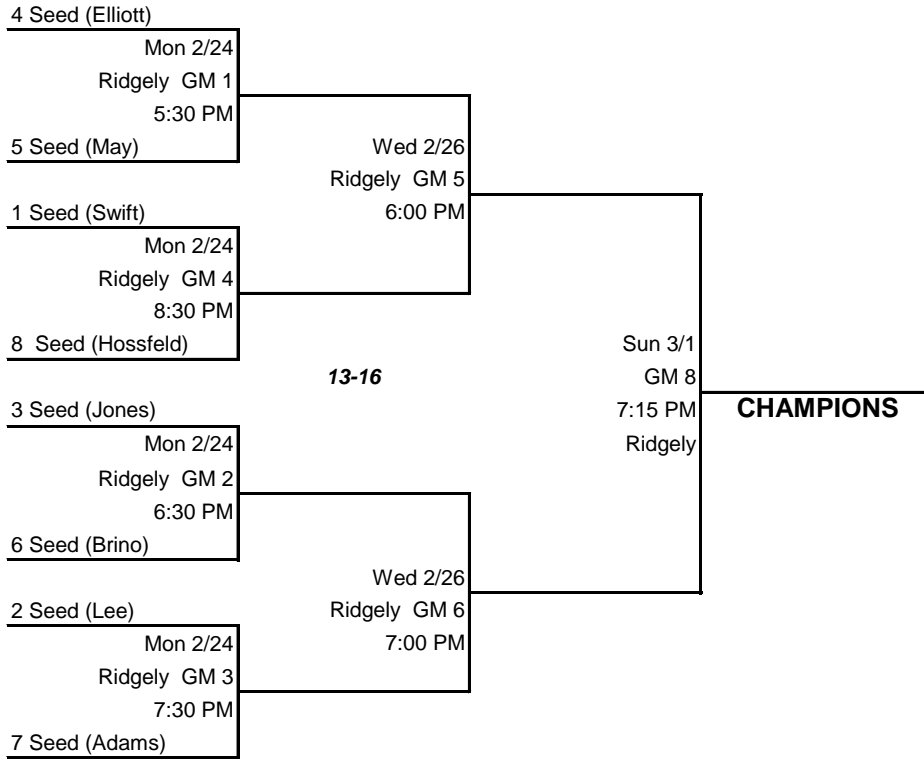 4 Seed (Elliott)
Mon 2/24
Ridgely  GM 1
5:30 PM
5 Seed (May)
Wed 2/26
Ridgely  GM 5
6:00 PM
1 Seed (Swift)
Mon 2/24
Ridgely  GM 4
8:30 PM
8  Seed (Hossfeld)
13-16
Sun 3/1
GM 8
7:15 PM
Ridgely
CHAMPIONS
3 Seed (Jones)
Mon 2/24
Ridgely  GM 2
6:30 PM
6 Seed (Brino)
Wed 2/26
Ridgely  GM 6
7:00 PM
2 Seed (Lee)
Mon 2/24
Ridgely  GM 3
7:30 PM
7 Seed (Adams)